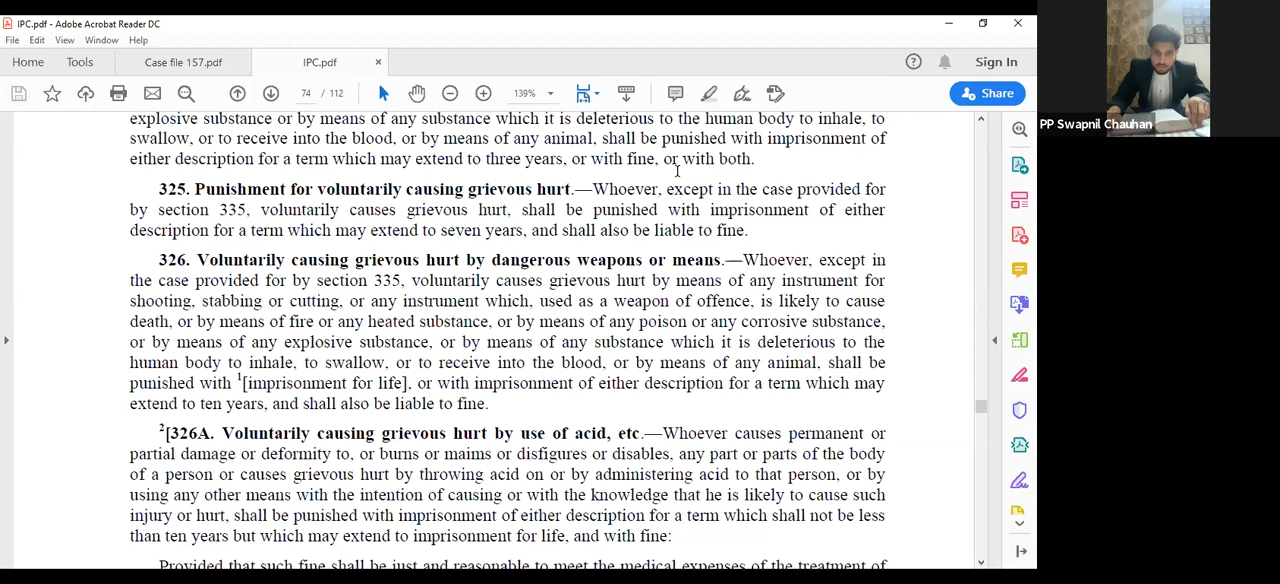 IPC.pdf - Adobe Acrobat Reader DC
File Edit View Window Help
Home Tools Case file 157.pdf IPC.pdf × Sign In
74 / 112 139% Share
explosive substance or by means of any substance which it is deleterious to the human body to inhale, to
swallow, or to receive into the blood, or by means of any animal, shall be punished with imprisonment of
either description for a term which may extend to three years, or with fine, or with both.
325. Punishment for voluntarily causing grievous hurt.—Whoever, except in the case provided for
by section 335, voluntarily causes grievous hurt, shall be punished with imprisonment of either
description for a term which may extend to seven years, and shall also be liable to fine.
326. Voluntarily causing grievous hurt by dangerous weapons or means.—Whoever, except in
the case provided for by section 335, voluntarily causes grievous hurt by means of any instrument for
shooting, stabbing or cutting, or any instrument which, used as a weapon of offence, is likely to cause
death, or by means of fire or any heated substance, or by means of any poison or any corrosive substance,
or by means of any explosive substance, or by means of any substance which it is deleterious to the
human body to inhale, to swallow, or to receive into the blood, or by means of any animal, shall be
punished with 1[imprisonment for life], or with imprisonment of either description for a term which may
extend to ten years, and shall also be liable to fine.
2[326A. Voluntarily causing grievous hurt by use of acid, etc.—Whoever causes permanent or
partial damage or deformity to, or burns or maims or disfigures or disables, any part or parts of the body
of a person or causes grievous hurt by throwing acid on or by administering acid to that person, or by
using any other means with the intention of causing or with the knowledge that he is likely to cause such
injury or hurt, shall be punished with imprisonment of either description for a term which shall not be less
than ten years but which may extend to imprisonment for life, and with fine:
Provided that such fine shall be just and reasonable to meet the medical expenses of the treatment of
PP Swapnil Chauhan